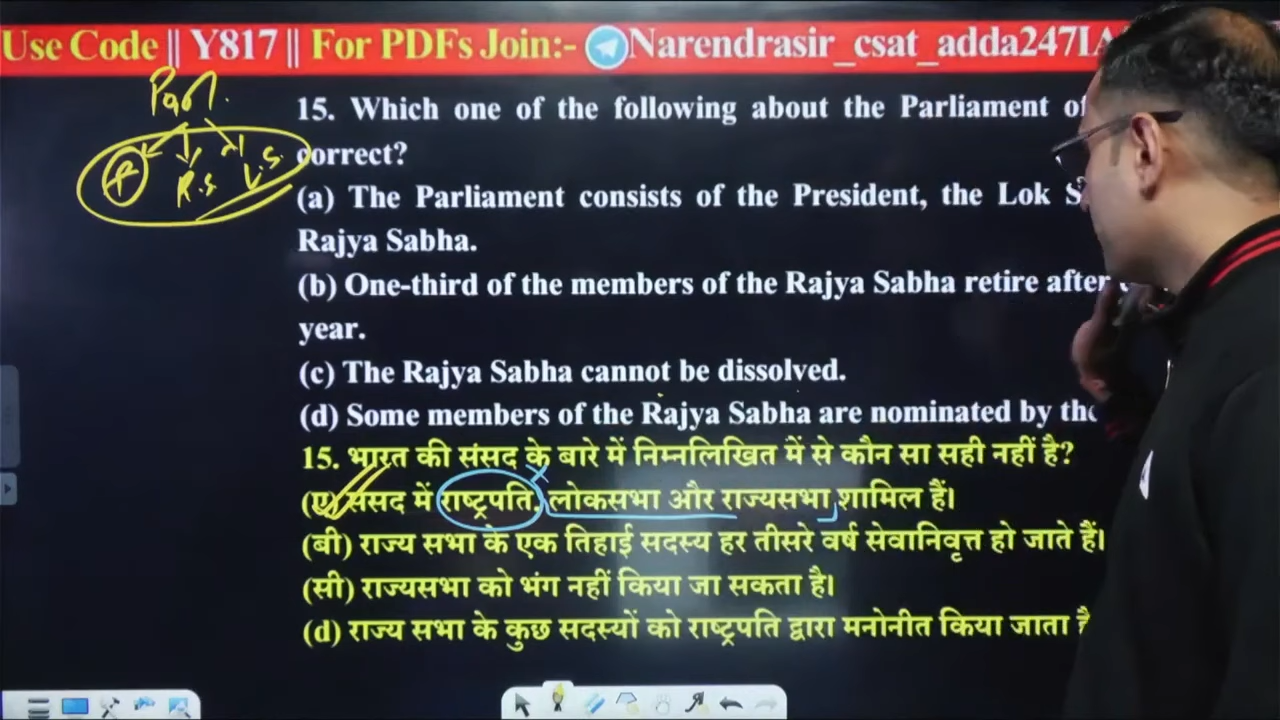 Use Code || Y817 || For PDFs Join:- Narendrasir_csat_adda247IA
Parl.
P R.S L.S.
15. Which one of the following about the Parliament of
correct?
(a) The Parliament consists of the President, the Lok S
Rajya Sabha.
(b) One-third of the members of the Rajya Sabha retire after
year.
(c) The Rajya Sabha cannot be dissolved.
(d) Some members of the Rajya Sabha are nominated by the
15. भारत की संसद के बारे में निम्नलिखित में से कौन सा सही नहीं है?
(ए) संसद में राष्ट्रपति, लोकसभा और राज्यसभा शामिल हैं।
(बी) राज्य सभा के एक तिहाई सदस्य हर तीसरे वर्ष सेवानिवृत्त हो जाते हैं।
(सी) राज्यसभा को भंग नहीं किया जा सकता है।
(d) राज्य सभा के कुछ सदस्यों को राष्ट्रपति द्वारा मनोनीत किया जाता है